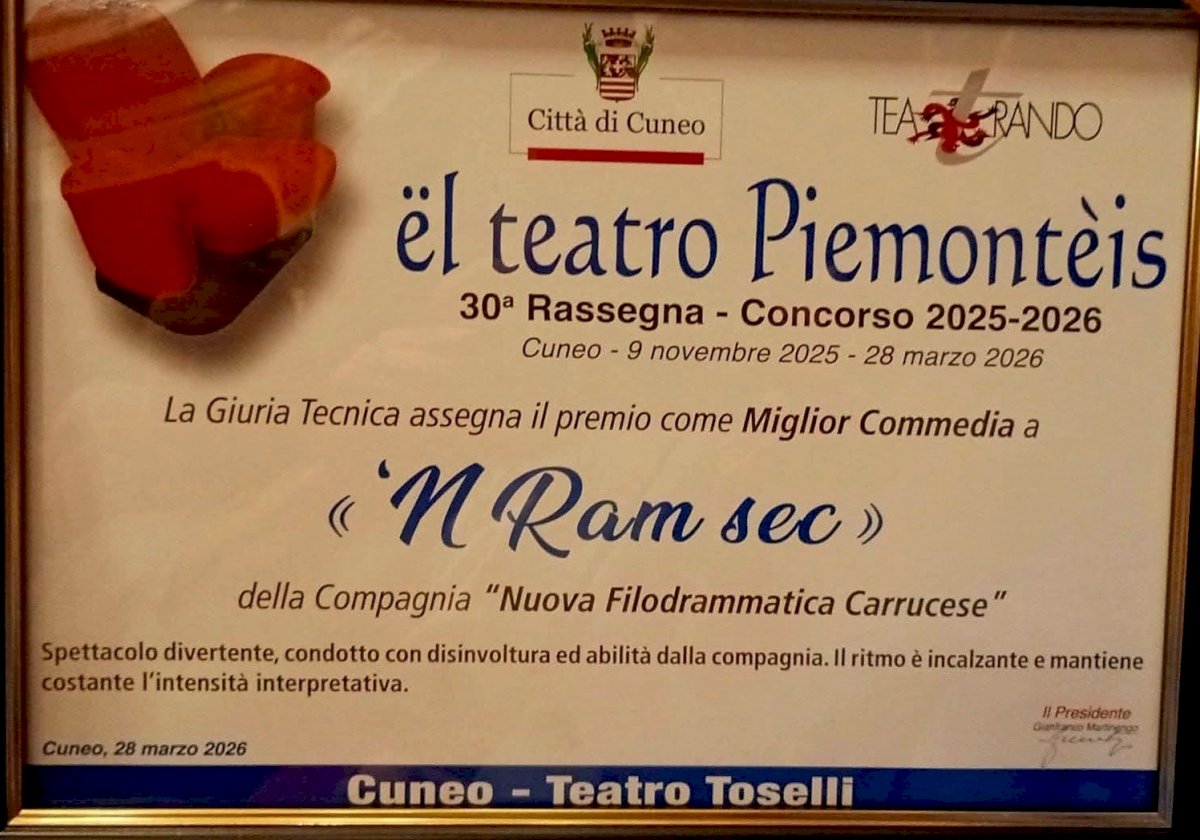 Città di Cuneo
TEATRANDO
ël teatro Piemontèis
30ª Rassegna - Concorso 2025-2026
Cuneo - 9 novembre 2025 - 28 marzo 2026
La Giuria Tecnica assegna il premio come Miglior Commedia a
« ‘N Ram sec »
della Compagnia “Nuova Filodrammatica Carrucese”
Spettacolo divertente, condotto con disinvoltura ed abilità dalla compagnia. Il ritmo è incalzante e mantiene
costante l’intensità interpretativa.
Il Presidente
Gianfranco
Cuneo, 28 marzo 2026
Cuneo - Teatro Toselli